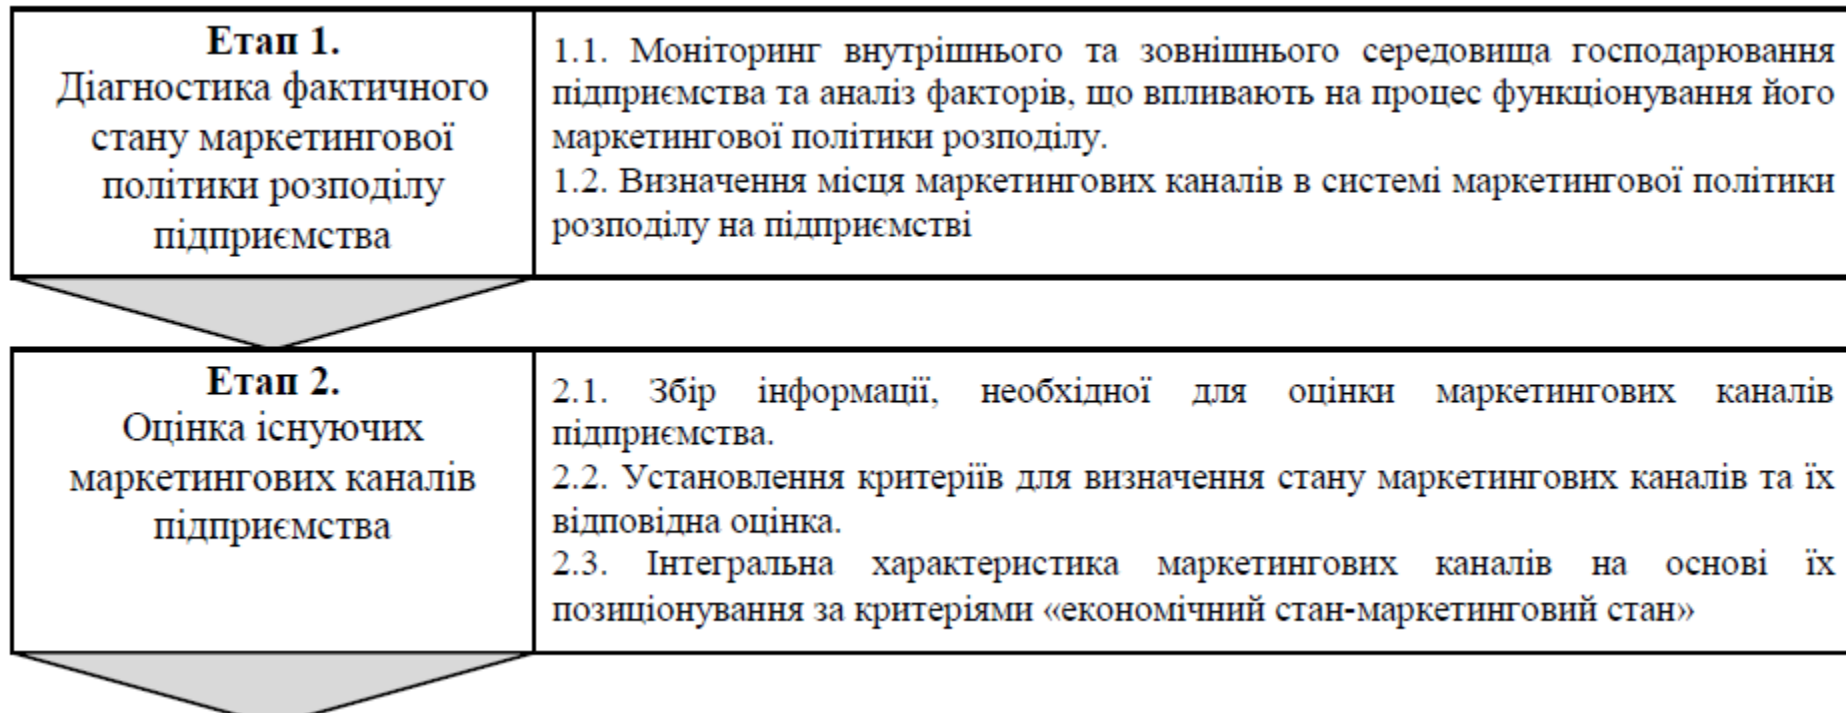 Етап 1.
Діагностика фактичного
стану маркетингової
політики розподілу
підприємства
1.1. Моніторинг внутрішнього та зовнішнього середовища господарювання
підприємства та аналіз факторів, що впливають на процес функціонування його
маркетингової політики розподілу.
1.2. Визначення місця маркетингових каналів в системі маркетингової політики
розподілу на підприємстві
Етап 2.
Оцінка існуючих
маркетингових каналів
підприємства
2.1. Збір інформації, необхідної для оцінки маркетингових каналів
підприємства.
2.2. Установлення критеріїв для визначення стану маркетингових каналів та їх
відповідна оцінка.
2.3. Інтегральна характеристика маркетингових каналів на основі їх
позиціонування за критеріями «економічний стан-маркетинговий стан»